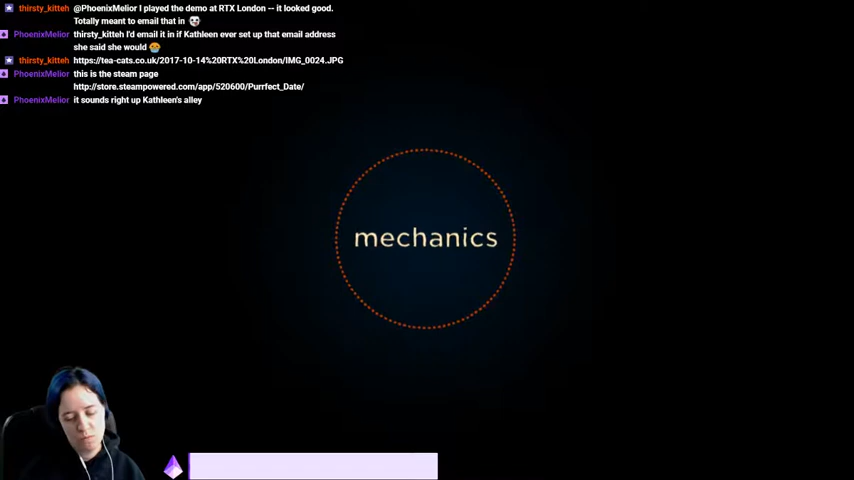 thirsty_kitteh @PhoenixMelior I played the demo at RTX London -- it looked good.
Totally meant to email that in
PhoenixMelior thirsty_kitteh I'd email it in if Kathleen ever set up that email address
she said she would
thirsty_kitteh https://tea-cats.co.uk/2017-10-14%20RTX%20London/IMG_0024.JPG
PhoenixMelior this is the steam page
http://store.steampowered.com/app/520600/Purrfect_Date/
PhoenixMelior it sounds right up Kathleen's alley
mechanics